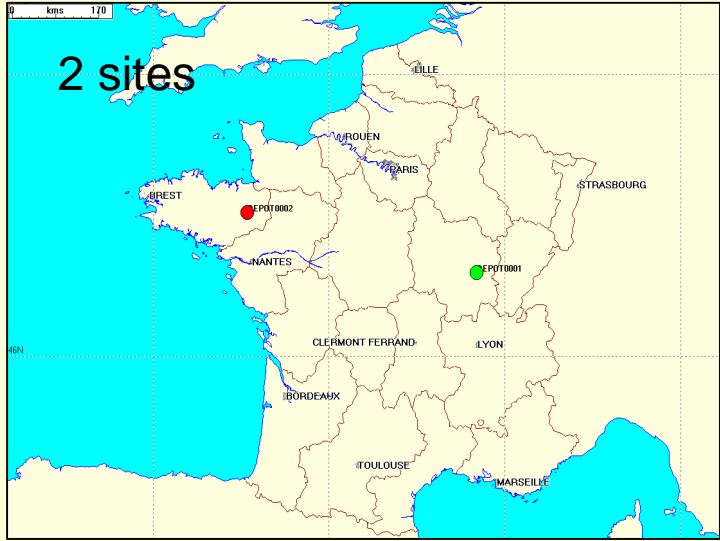 0 kms 170
2 sites
LILLE
ROUEN
PARIS
STRASBOURG
BREST
DEPOT0002
NANTES
DEPOT0001
CLERMONT FERRAND
LYON
46N
BORDEAUX
TOULOUSE
MARSEILLE